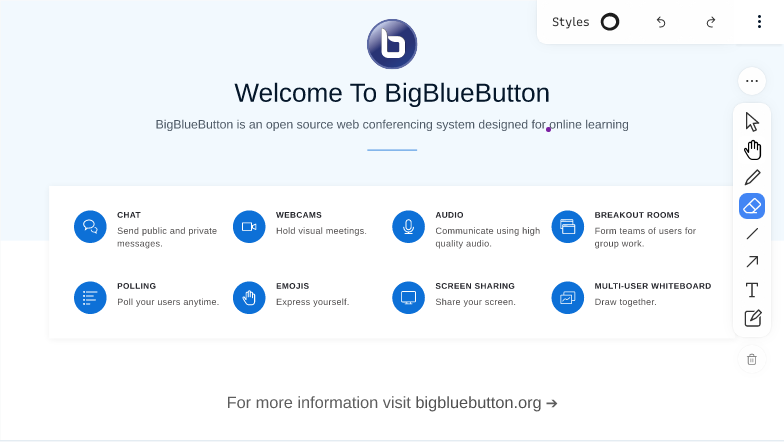 Styles
Welcome To BigBlueButton
BigBlueButton is an open source web conferencing system designed for online learning
CHAT
Send public and private
messages.
WEBCAMS
Hold visual meetings.
AUDIO
Communicate using high
quality audio.
BREAKOUT ROOMS
Form teams of users for
group work.
POLLING
Poll your users anytime.
EMOJIS
Express yourself.
SCREEN SHARING
Share your screen.
MULTI-USER WHITEBOARD
Draw together.
For more information visit bigbluebutton.org →